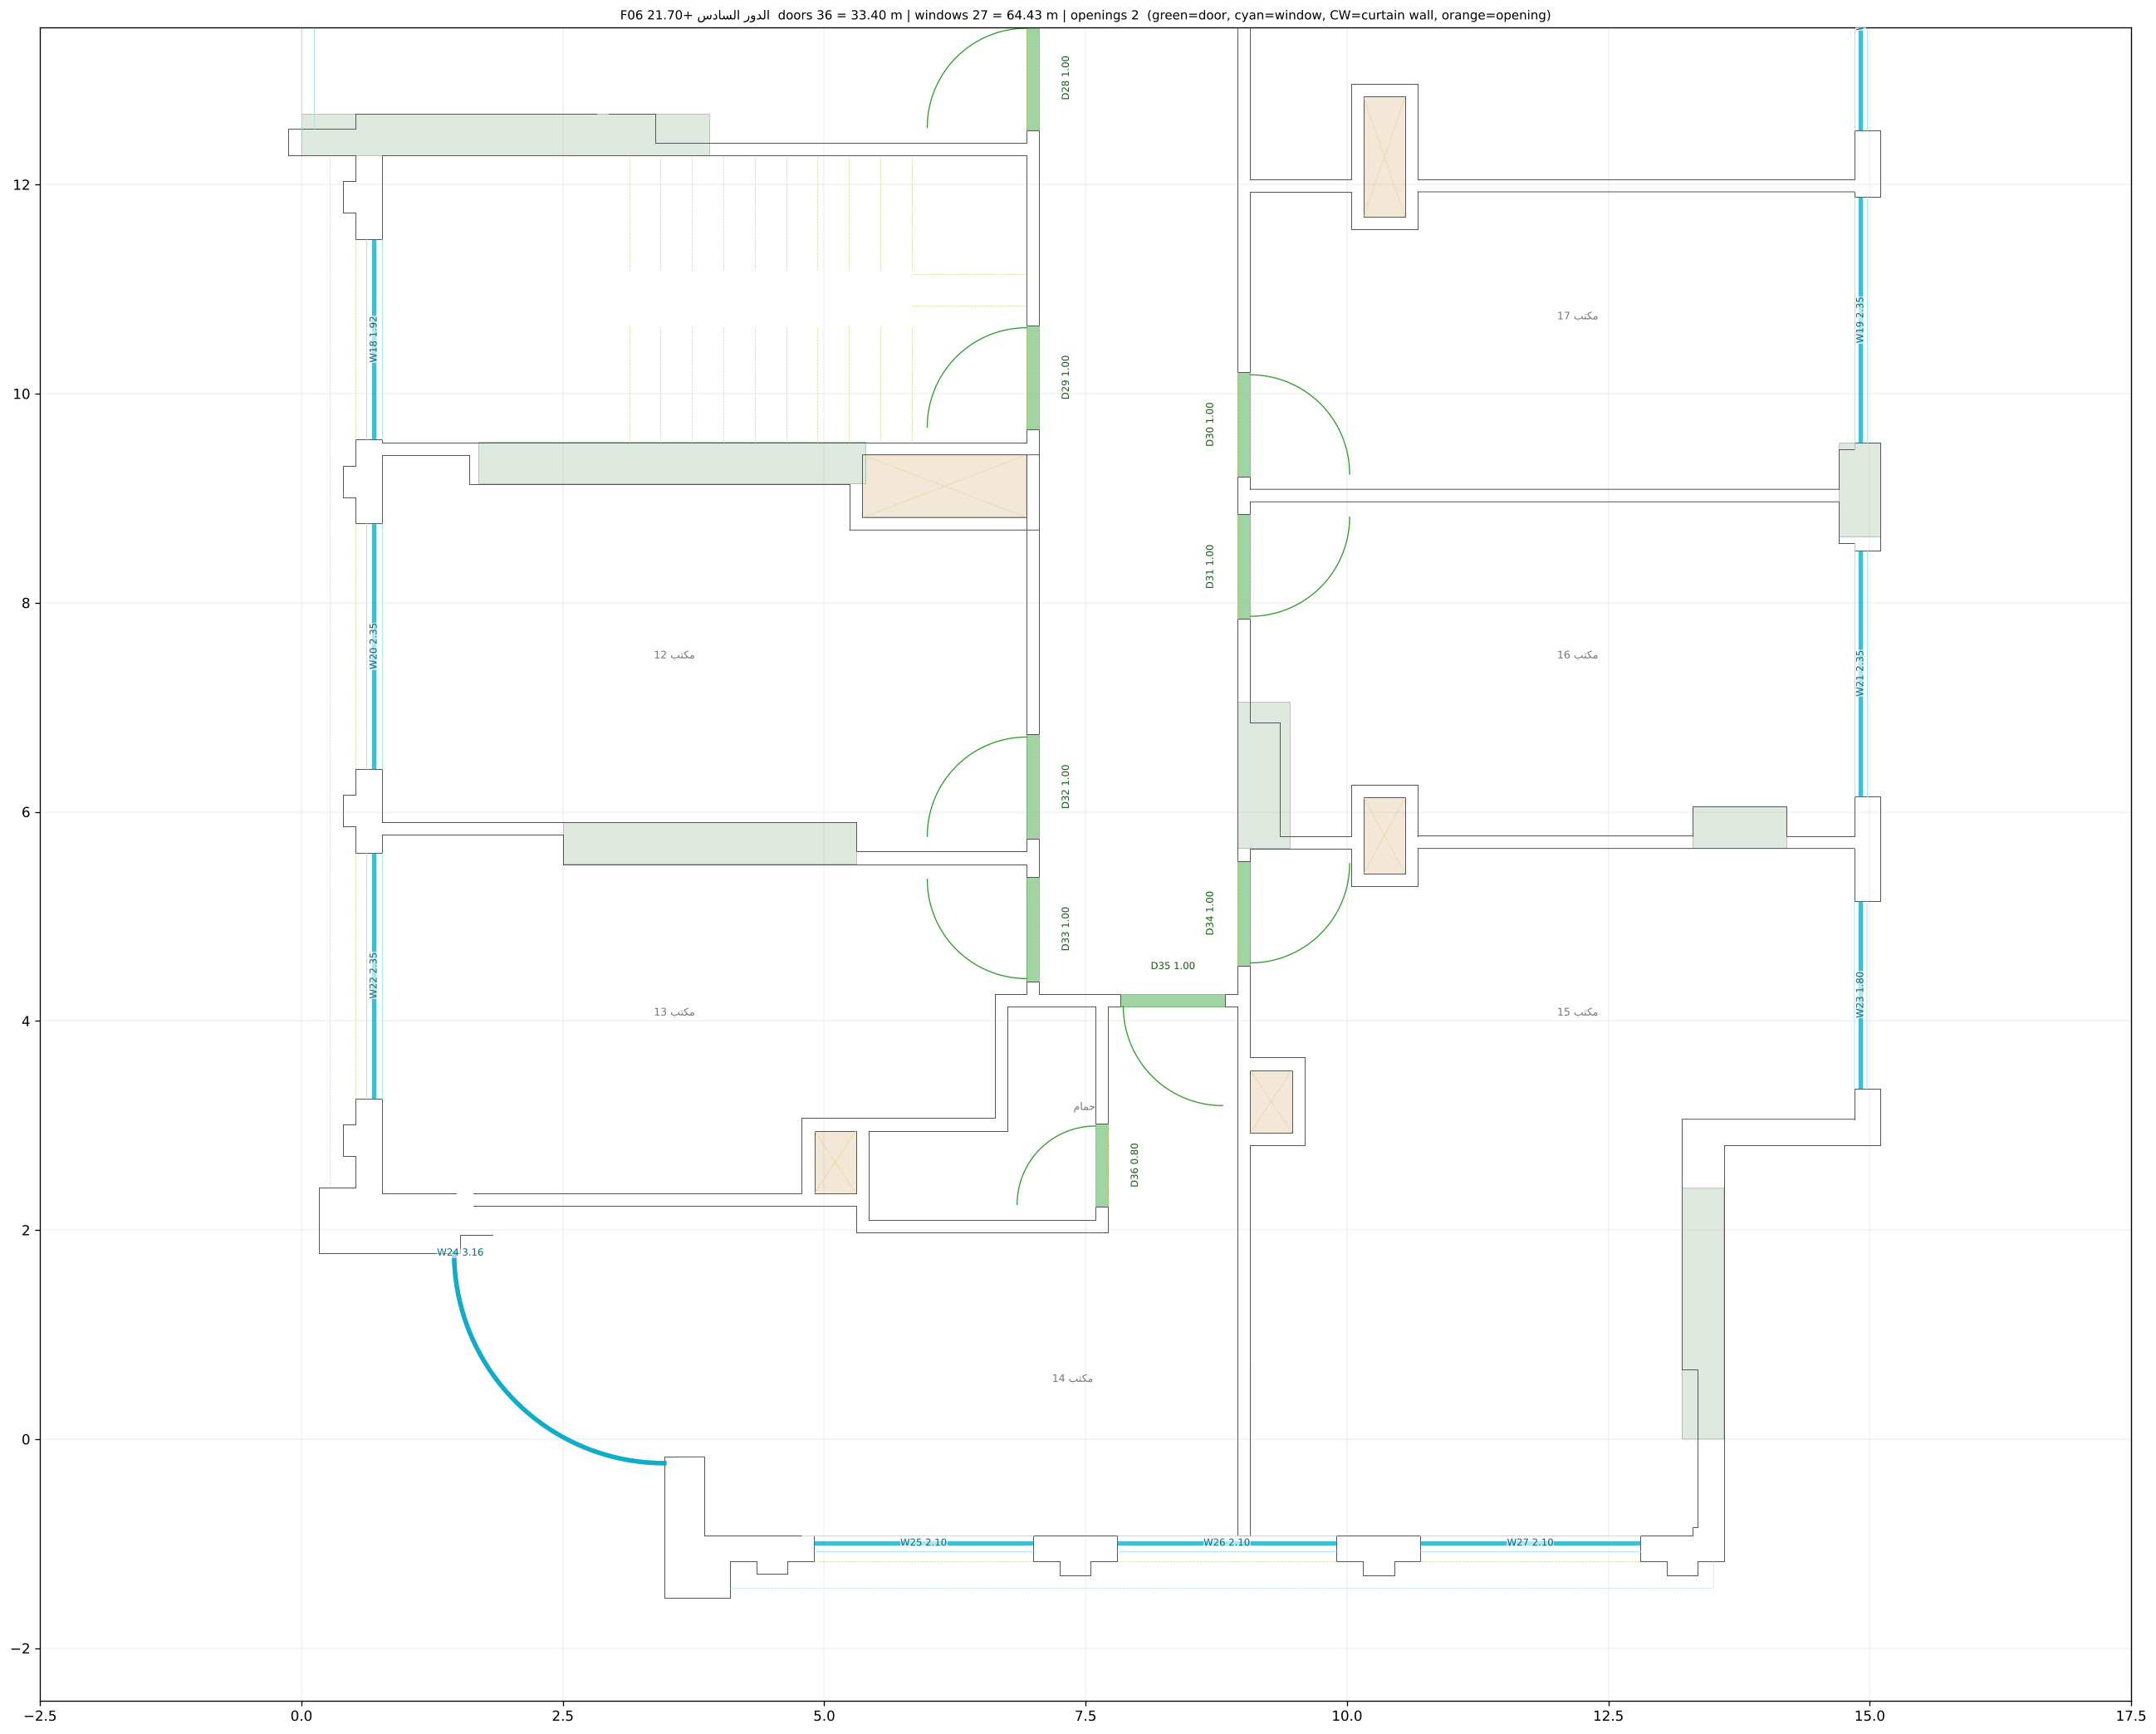 F06 21.70+ الدور السادس  doors 36 = 33.40 m | windows 27 = 64.43 m | openings 2  (green=door, cyan=window, CW=curtain wall, orange=opening)
D28 1.00
12
مكتب 17
W18 1.92
W19 2.35
D29 1.00
10
D30 1.00
D31 1.00
8
W20 2.35
مكتب 12
مكتب 16
W21 2.35
D32 1.00
6
D33 1.00
D34 1.00
D35 1.00
W22 2.35
W23 1.80
4
مكتب 13
مكتب 15
حمام
D36 0.80
2
W24 3.16
مكتب 14
0
W25 2.10
W26 2.10
W27 2.10
−2
−2.5
0.0
2.5
5.0
7.5
10.0
12.5
15.0
17.5